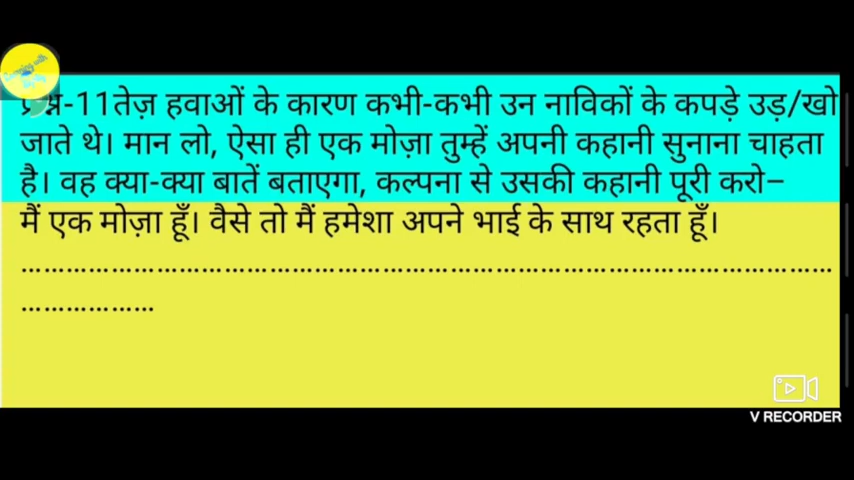 प्रश्न-11तेज़ हवाओं के कारण कभी-कभी उन नाविकों के कपड़े उड़/खो
जाते थे। मान लो, ऐसा ही एक मोज़ा तुम्हें अपनी कहानी सुनाना चाहता
है। वह क्या-क्या बातें बताएगा, कल्पना से उसकी कहानी पूरी करो–
मैं एक मोज़ा हूँ। वैसे तो मैं हमेशा अपने भाई के साथ रहता हूँ।
………………………………………………………………………………………………
………………
V RECORDER